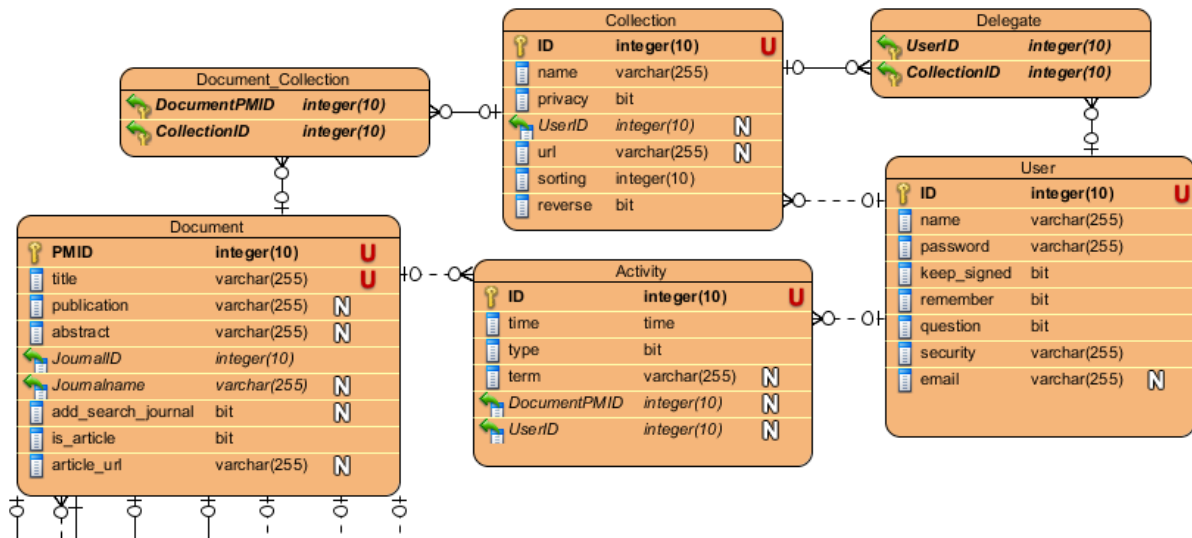 Collection
ID integer(10) U
name varchar(255)
privacy bit
UserID integer(10) N
url varchar(255) N
sorting integer(10)
reverse bit
Delegate
UserID integer(10)
CollectionID integer(10)
Document_Collection
DocumentPMID integer(10)
CollectionID integer(10)
User
ID integer(10) U
name varchar(255)
password varchar(255)
keep_signed bit
remember bit
question bit
security varchar(255)
email varchar(255) N
Document
PMID integer(10) U
title varchar(255) U
publication varchar(255) N
abstract varchar(255) N
JournalID integer(10)
Journalname varchar(255) N
add_search_journal bit N
is_article bit
article_url varchar(255) N
Activity
ID integer(10) U
time time
type bit
term varchar(255) N
DocumentPMID integer(10) N
UserID integer(10) N